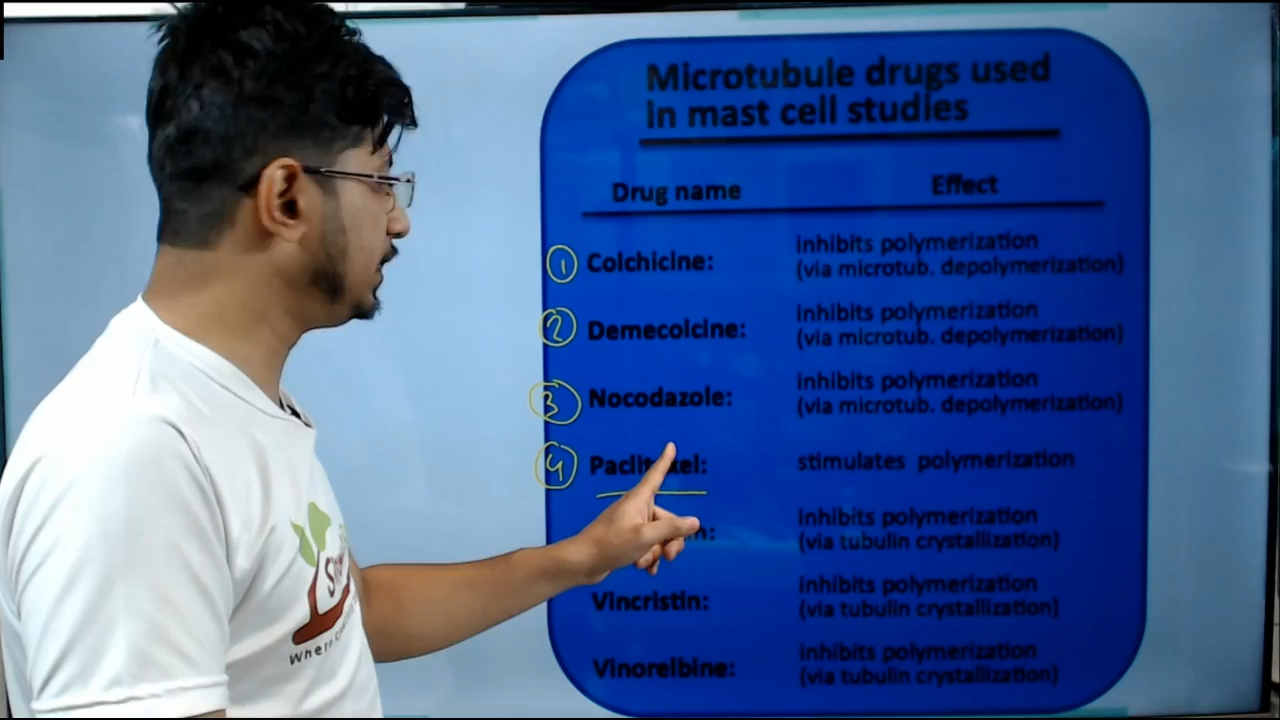 Microtubule drugs used
in mast cell studies
Drug name Effect
1 Colchicine: inhibits polymerization
(via microtub. depolymerization)
2 Demecolcine: inhibits polymerization
(via microtub. depolymerization)
3 Nocodazole: inhibits polymerization
(via microtub. depolymerization)
4 stimulates polymerization
inhibits polymerization
(via tubulin crystallization)
Vincristin: inhibits polymerization
(via tubulin crystallization)
Vinorelbine: inhibits polymerization
(via tubulin crystallization)